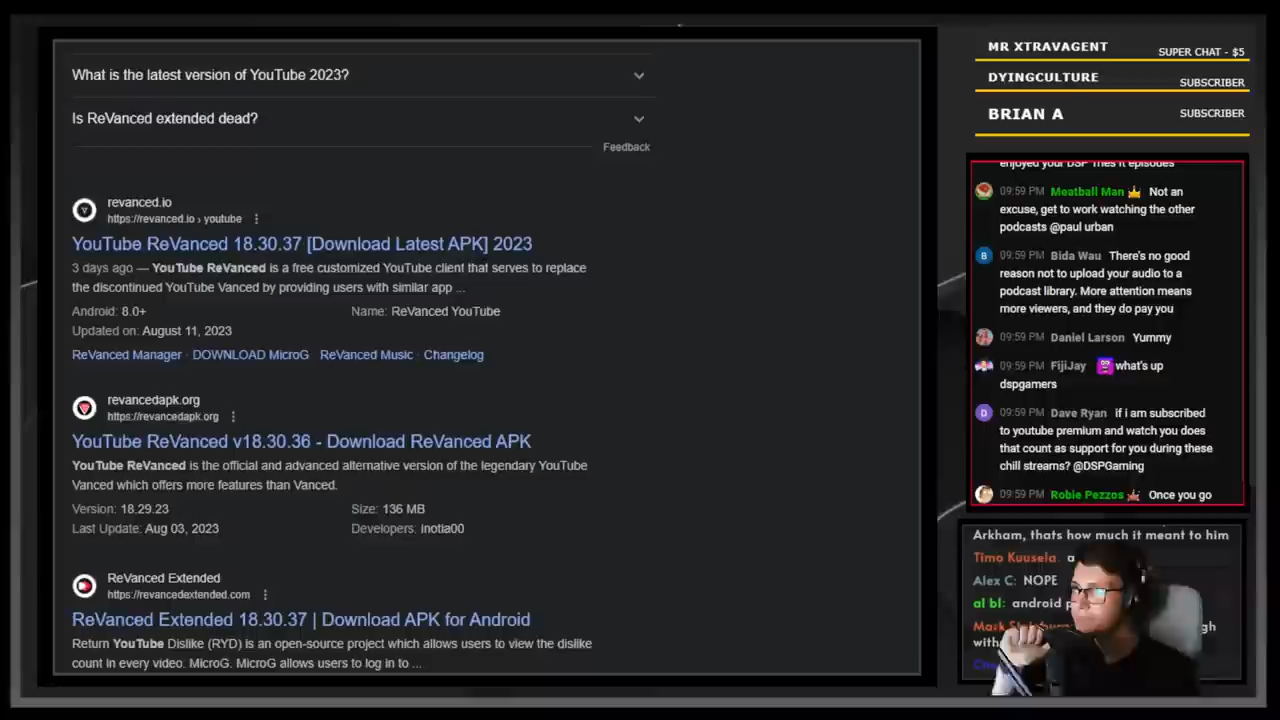 What is the latest version of YouTube 2023?
Is ReVanced extended dead?
Feedback
revanced.io
https://revanced.io › youtube
YouTube ReVanced 18.30.37 [Download Latest APK] 2023
3 days ago — YouTube ReVanced is a free customized YouTube client that serves to replace
the discontinued YouTube Vanced by providing users with similar app ...
Android: 8.0+
Name: ReVanced YouTube
Updated on: August 11, 2023
ReVanced Manager · DOWNLOAD MicroG · ReVanced Music · Changelog
revancedapk.org
https://revancedapk.org
YouTube ReVanced v18.30.36 - Download ReVanced APK
YouTube ReVanced is the official and advanced alternative version of the legendary YouTube
Vanced which offers more features than Vanced.
Version: 18.29.23
Size: 136 MB
Last Update: Aug 03, 2023
Developers: inotia00
ReVanced Extended
https://revancedextended.com
ReVanced Extended 18.30.37 | Download APK for Android
Return YouTube Dislike (RYD) is an open-source project which allows users to view the dislike
count in every video. MicroG. MicroG allows users to log in to ...
MR XTRAVAGENT SUPER CHAT - $5
DYINGCULTURE SUBSCRIBER
BRIAN A SUBSCRIBER
enjoyed your DSP Tries It episodes
09:59 PM Meatball Man Not an
excuse, get to work watching the other
podcasts @paul urban
B 09:59 PM Bida Wau There's no good
reason not to upload your audio to a
podcast library. More attention means
more viewers, and they do pay you
09:59 PM Daniel Larson Yummy
09:59 PM FijiJay what's up
dspgamers
D 09:59 PM Dave Ryan if i am subscribed
to youtube premium and watch you does
that count as support for you during these
chill streams? @DSPGaming
09:59 PM Robie Pezzos Once you go
Arkham, thats how much it meant to him
Timo Kuusela: a
Alex C: NOPE
al bl: android
Mark
with